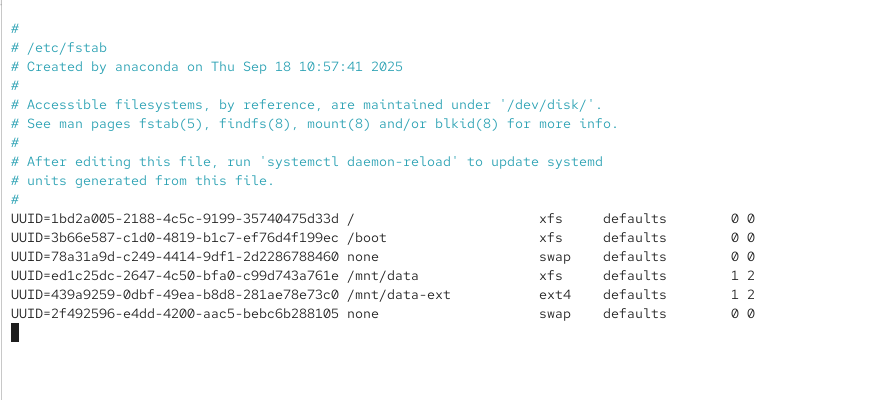 #
# /etc/fstab
# Created by anaconda on Thu Sep 18 10:57:41 2025
#
# Accessible filesystems, by reference, are maintained under '/dev/disk/'.
# See man pages fstab(5), findfs(8), mount(8) and/or blkid(8) for more info.
#
# After editing this file, run 'systemctl daemon-reload' to update systemd
# units generated from this file.
#
UUID=1bd2a005-2188-4c5c-9199-35740475d33d /                       xfs     defaults        0 0
UUID=3b66e587-c1d0-4819-b1c7-ef76d4f199ec /boot                   xfs     defaults        0 0
UUID=78a31a9d-c249-4414-9df1-2d2286788460 none                    swap    defaults        0 0
UUID=ed1c25dc-2647-4c50-bfa0-c99d743a761e /mnt/data               xfs     defaults        1 2
UUID=439a9259-0dbf-49ea-b8d8-281ae78e73c0 /mnt/data-ext           ext4    defaults        1 2
UUID=2f492596-e4dd-4200-aac5-bebc6b288105 none                    swap    defaults        0 0